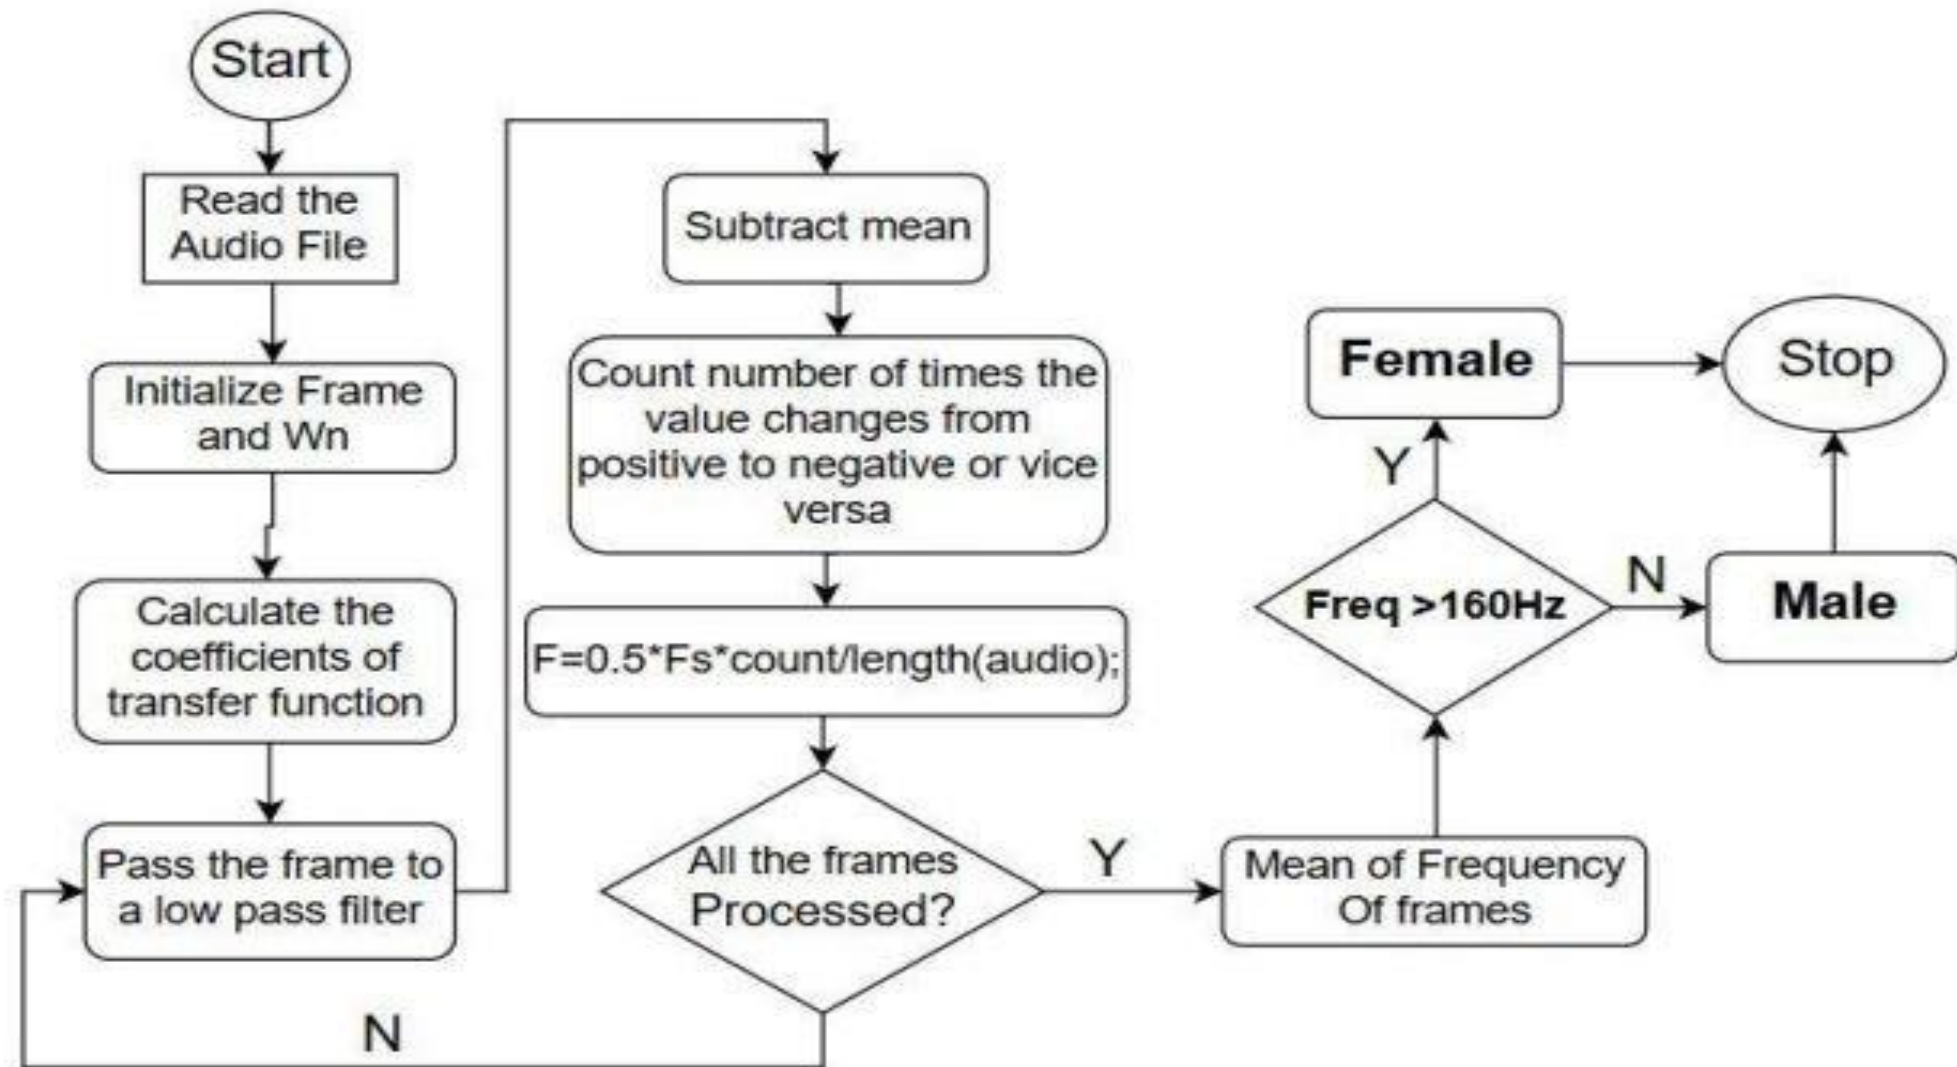 Start
Read the
Audio File
Initialize Frame
and Wn
Calculate the
coefficients of
transfer function
Pass the frame to
a low pass filter
Subtract mean
Count number of times the
value changes from
positive to negative or vice
versa
F=0.5*Fs*count/length(audio);
All the frames
Processed?
N
Y
Mean of Frequency
Of frames
Freq >160Hz
Y
N
Female
Male
Stop